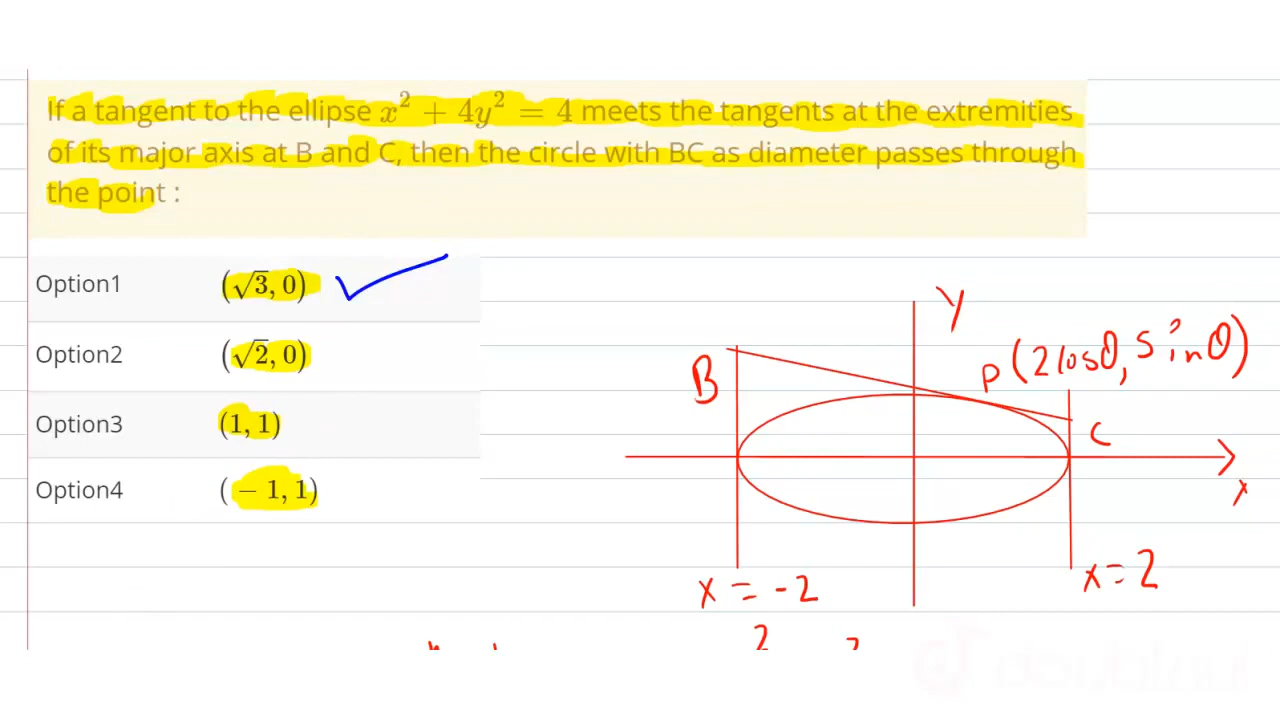 If a tangent to the ellipse x² + 4y² = 4 meets the tangents at the extremities
of its major axis at B and C, then the circle with BC as diameter passes through
the point :
Option1 (√3, 0)
Option2 (√2, 0)
Option3 (1, 1)
Option4 (− 1, 1)
y
P (2cosθ, sinθ)
B
C
x
x = -2
x = 2